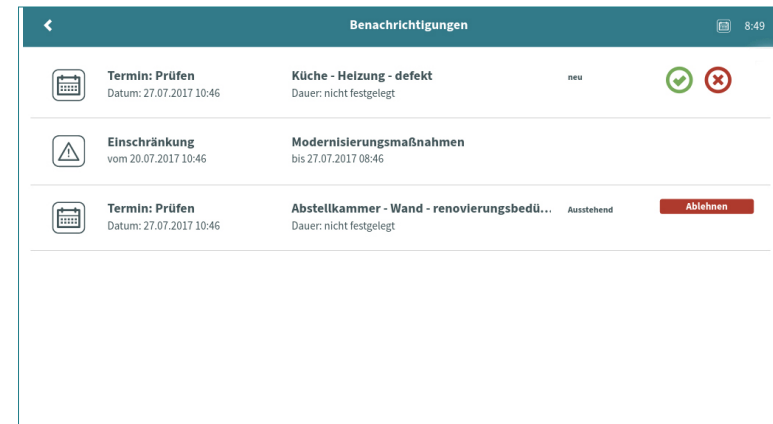 Benachrichtigungen
8:49
Termin: Prüfen
Datum: 27.07.2017 10:46
Küche - Heizung - defekt
Dauer: nicht festgelegt
neu
Einschränkung
vom 20.07.2017 10:46
Modernisierungsmaßnahmen
bis 27.07.2017 08:46
Termin: Prüfen
Datum: 27.07.2017 10:46
Abstellkammer - Wand - renovierungsbedü...
Dauer: nicht festgelegt
Ausstehend
Ablehnen